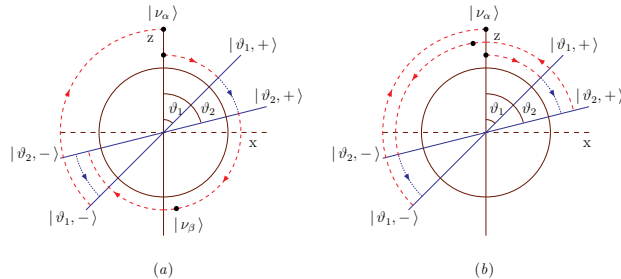 |ν_α⟩
z
|ϑ_1, +⟩
|ϑ_2, +⟩
ϑ_1
ϑ_2
x
|ϑ_2, −⟩
|ϑ_1, −⟩
|ν_β⟩
(a)
|ν_α⟩
z
|ϑ_1, +⟩
|ϑ_2, +⟩
ϑ_1
ϑ_2
x
|ϑ_2, −⟩
|ϑ_1, −⟩
(b)